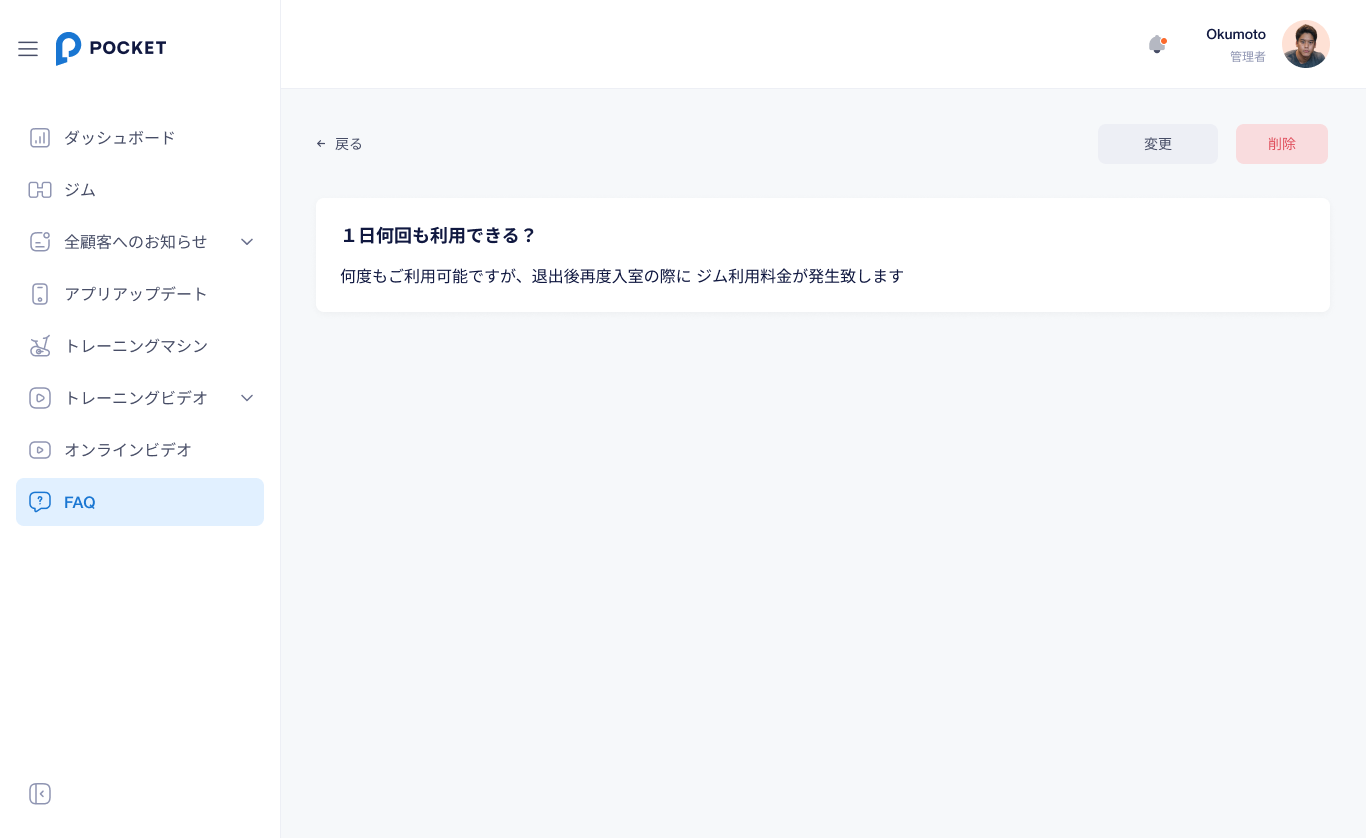 POCKET
Okumoto
管理者
ダッシュボード
ジム
全顧客へのお知らせ
アプリアップデート
トレーニングマシン
トレーニングビデオ
オンラインビデオ
FAQ
← 戻る
変更
削除
１日何回も利用できる？
何度もご利用可能ですが、退出後再度入室の際に ジム利用料金が発生致します